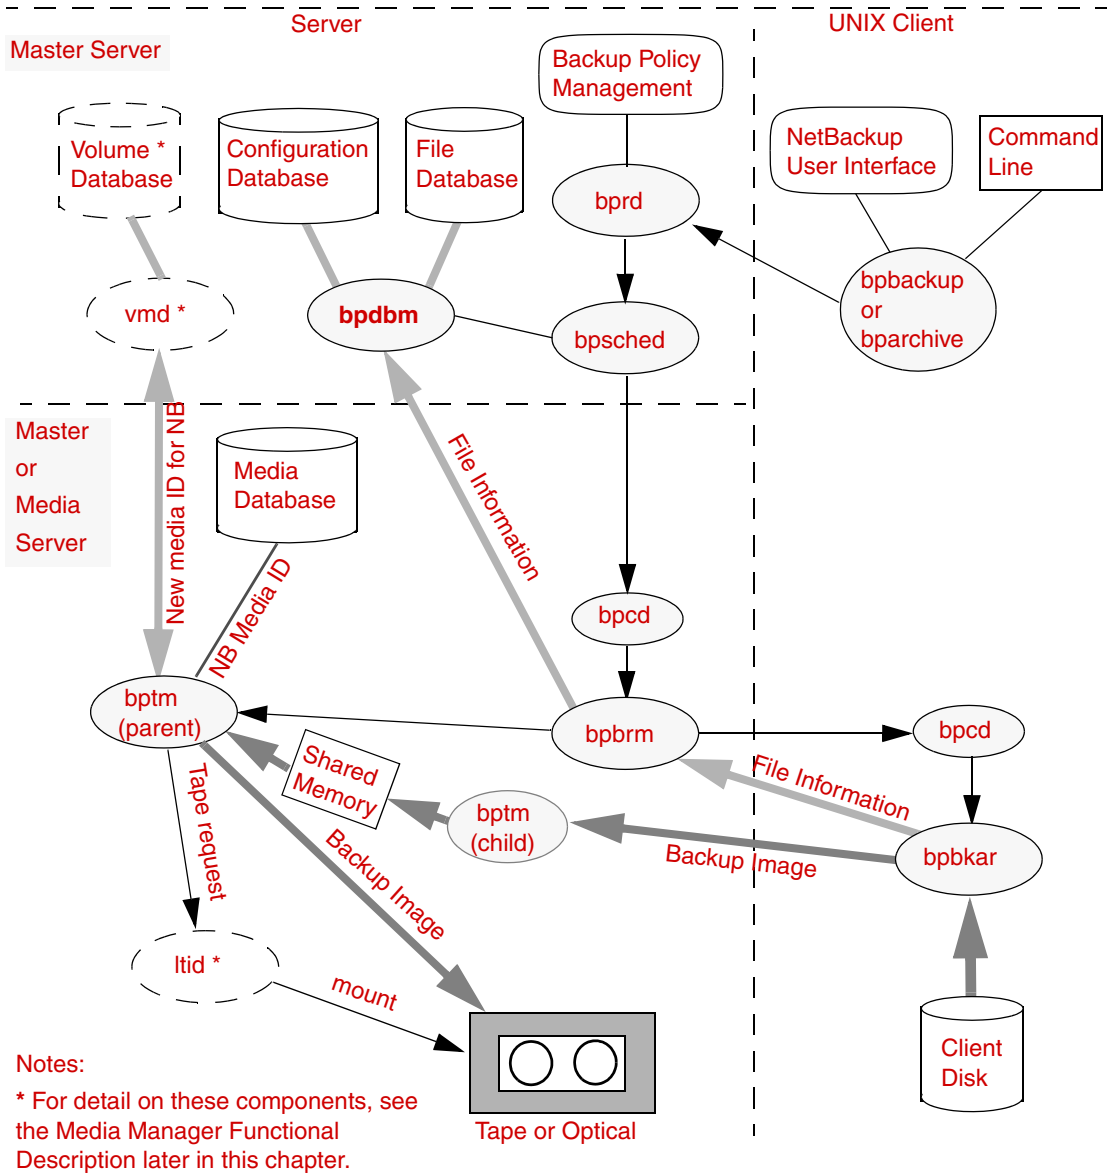 Server
UNIX Client
Master Server
Backup Policy
Management
Volume *
Database
Configuration
Database
File
Database
NetBackup
User Interface
Command
Line
bprd
vmd *
bpdbm
bpsched
bpbackup
or
bparchive
Master
or
Media
Server
New media ID for NB
Media
Database
File Information
NB Media ID
bpcd
bptm
(parent)
bpbrm
bpcd
Shared
Memory
File Information
Tape request
bptm
(child)
Backup Image
bpbkar
Backup Image
ltid *
mount
Client
Disk
Tape or Optical
Notes:
* For detail on these components, see
the Media Manager Functional
Description later in this chapter.